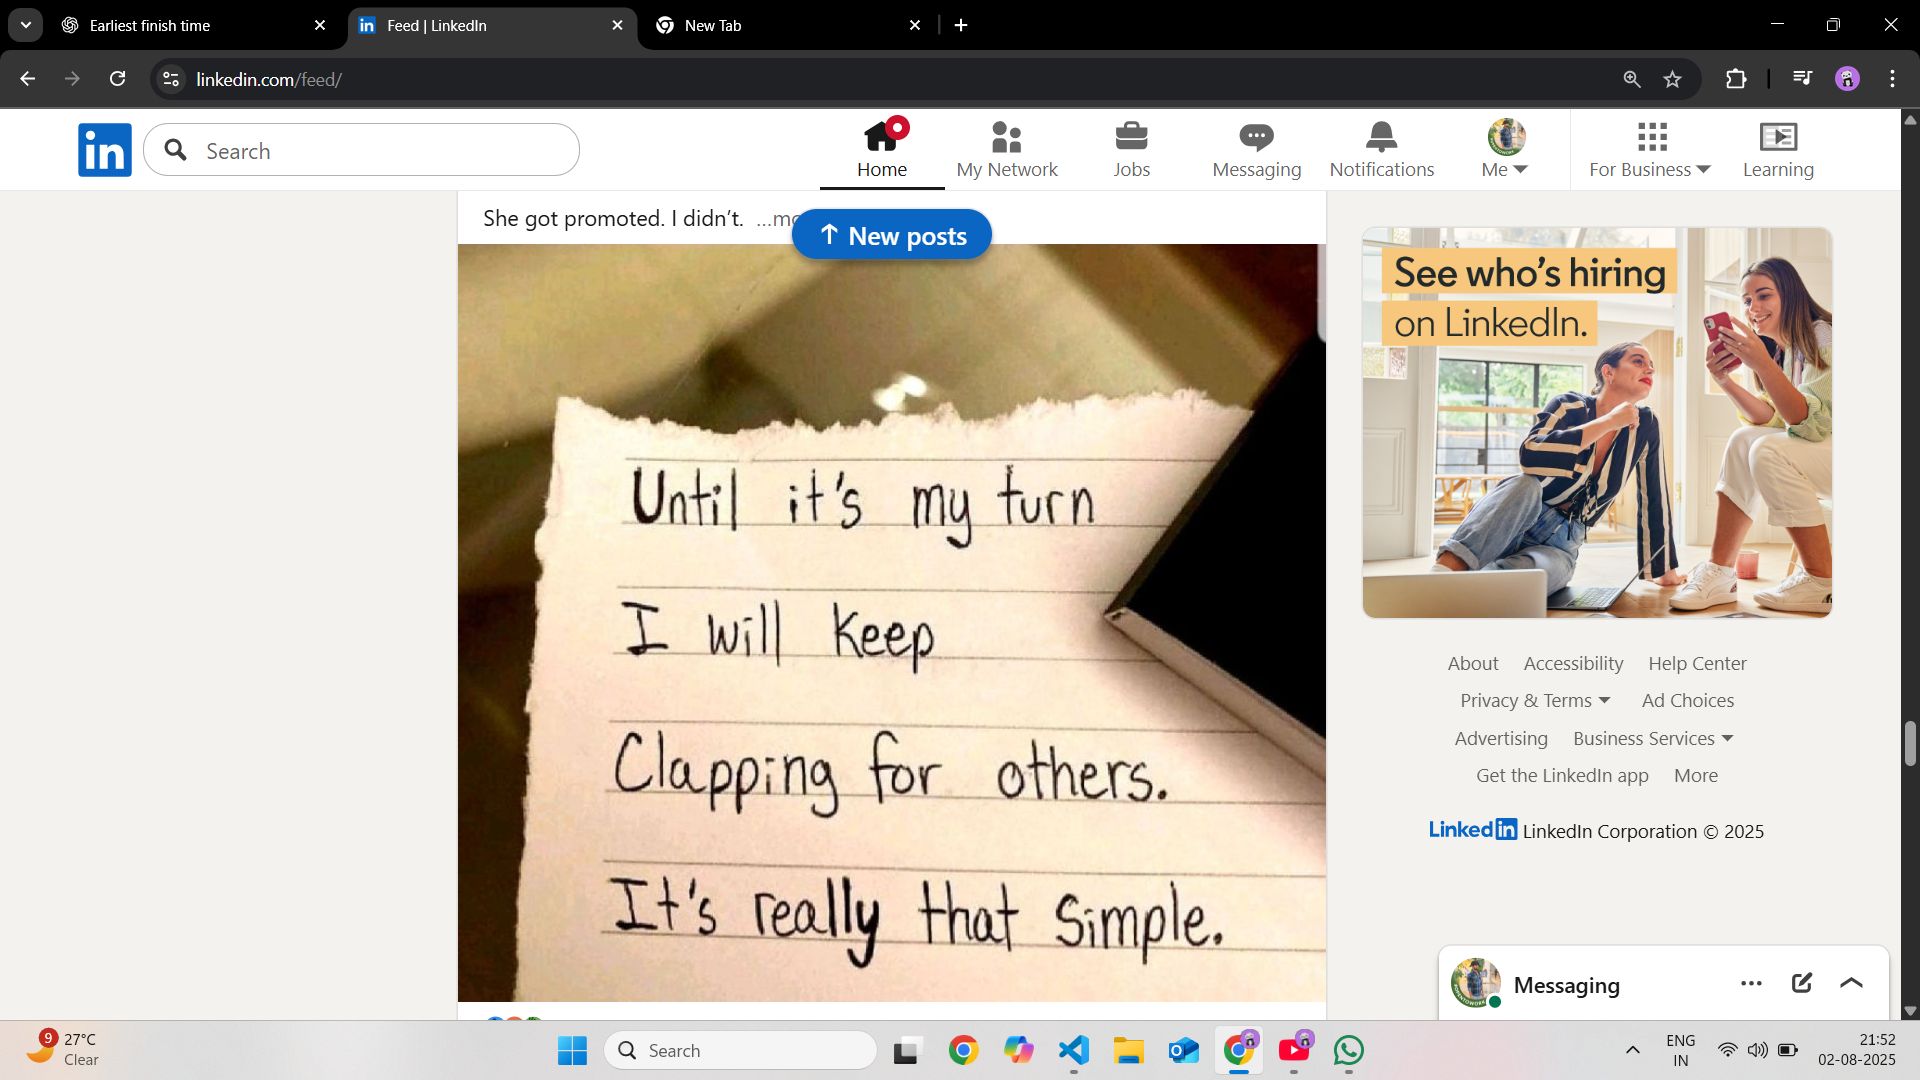 Earliest finish time
Feed | LinkedIn
New Tab
linkedin.com/feed/
in
Search
Home
My Network
Jobs
Messaging
Notifications
Me
For Business
Learning
She got promoted. I didn't. ...mo
↑ New posts
Until it's my turn
I will keep
Clapping for others.
It's really that simple.
See who's hiring
on LinkedIn.
About Accessibility Help Center
Privacy & Terms Ad Choices
Advertising Business Services
Get the LinkedIn app More
LinkedIn LinkedIn Corporation © 2025
Messaging
9
27°C
Clear
Search
ENG
IN
21:52
02-08-2025